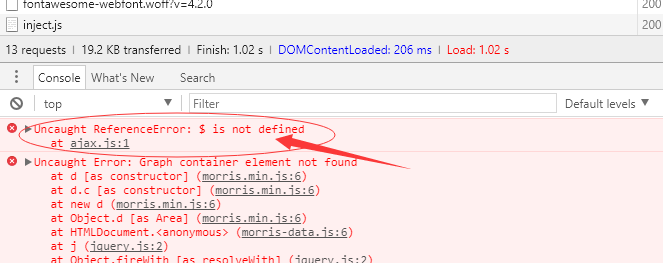 fontawesome-webfont.woff?v=4.2.0
200
inject.js
200
13 requests | 19.2 KB transferred | Finish: 1.02 s | DOMContentLoaded: 206 ms | Load: 1.02 s
Console What's New Search
top Filter Default levels
Uncaught ReferenceError: $ is not defined
at ajax.js:1
Uncaught Error: Graph container element not found
at d [as constructor] (morris.min.js:6)
at d.c [as constructor] (morris.min.js:6)
at new d (morris.min.js:6)
at Object.d [as Area] (morris.min.js:6)
at HTMLDocument.<anonymous> (morris-data.js:6)
at j (jquery.js:2)
at Object.fireWith [as resolveWith] (jquery.js:2)